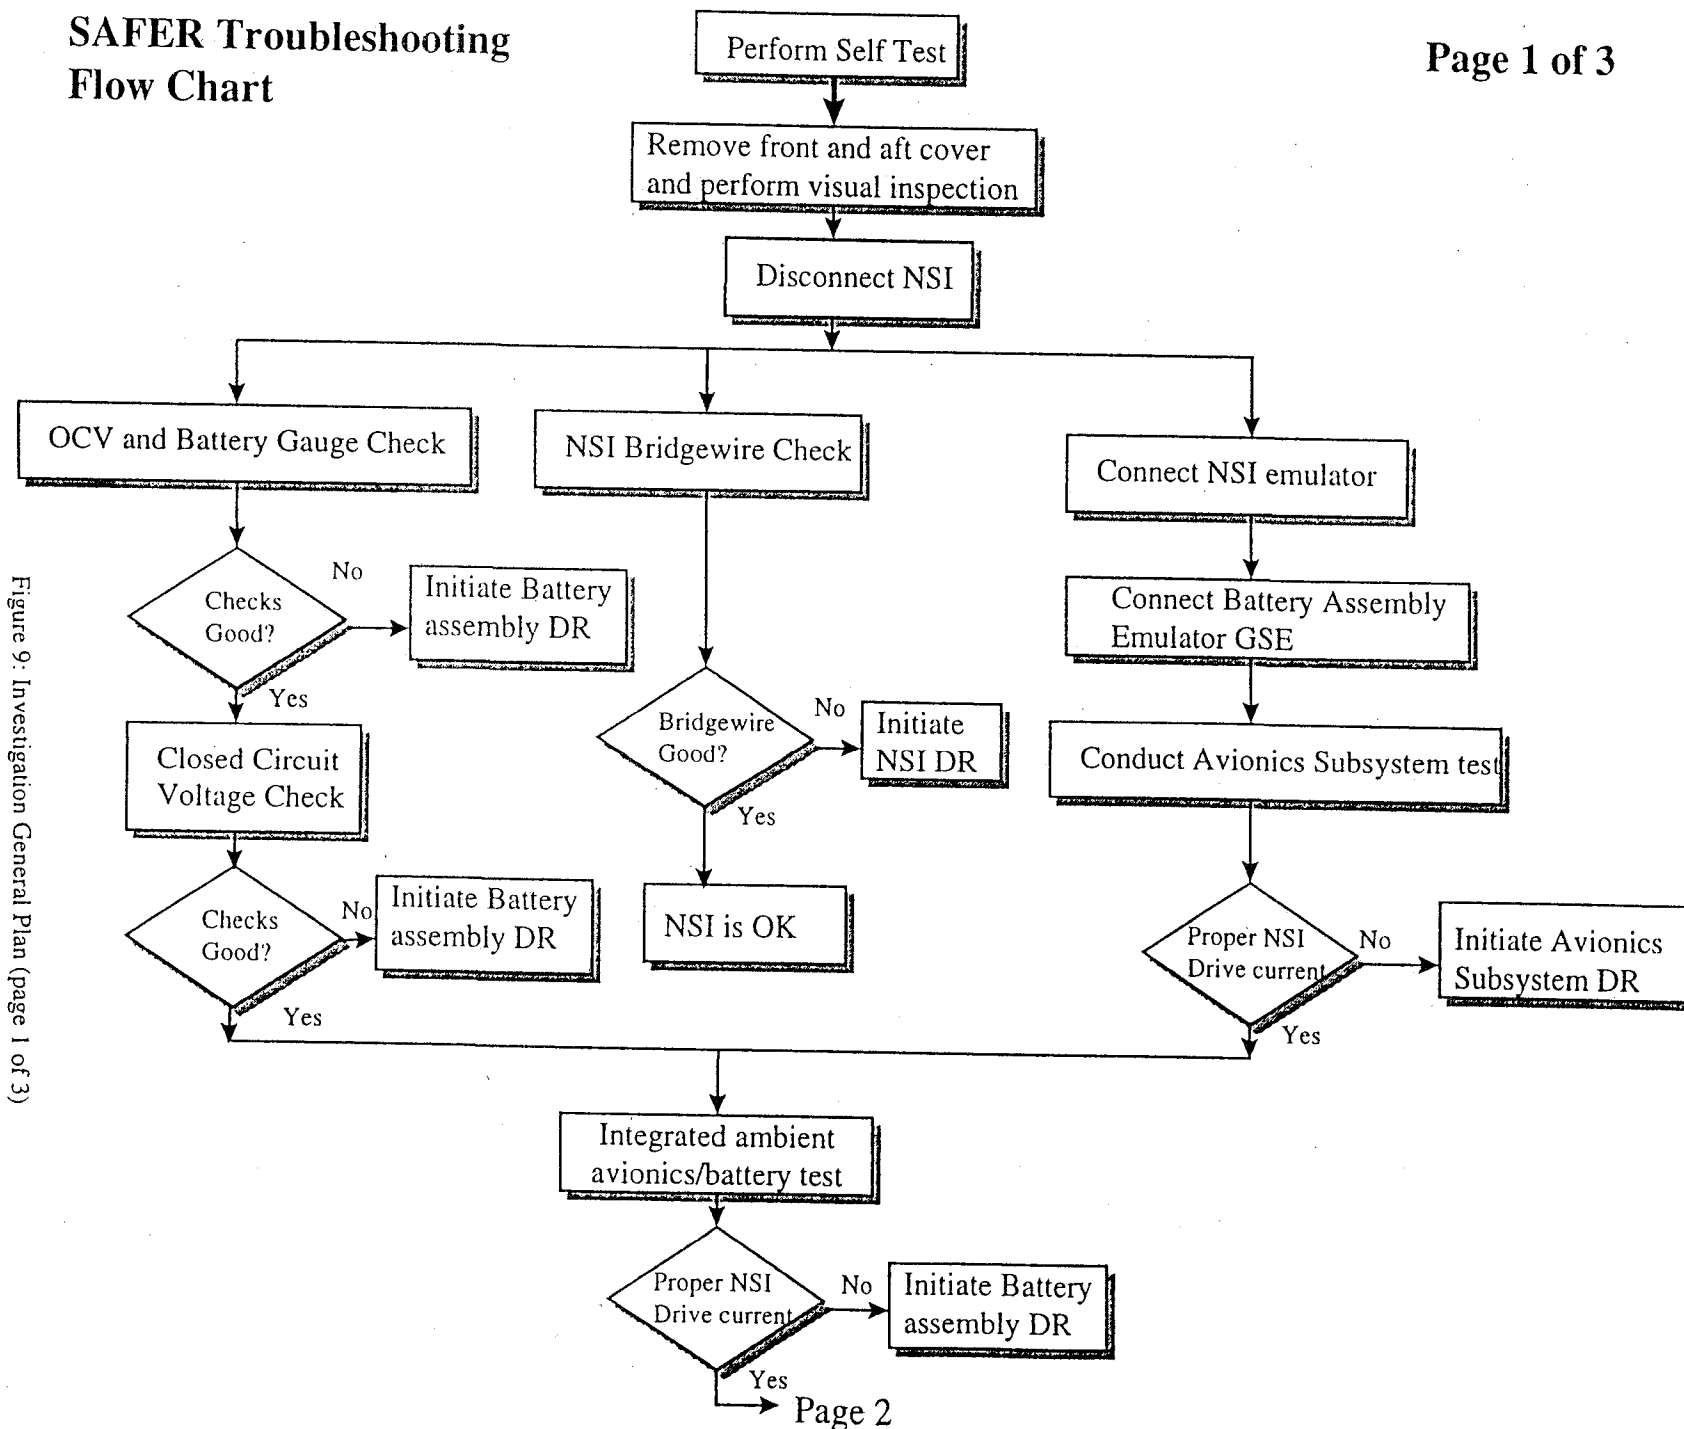 SAFER Troubleshooting
Flow Chart
Page 1 of 3
Perform Self Test
Remove front and aft cover
and perform visual inspection
Disconnect NSI
OCV and Battery Gauge Check
NSI Bridgewire Check
Connect NSI emulator
Checks
Good?
No
Yes
Initiate Battery
assembly DR
Connect Battery Assembly
Emulator GSE
Closed Circuit
Voltage Check
Bridgewire
Good?
No
Yes
Initiate
NSI DR
Conduct Avionics Subsystem test
Checks
Good?
No
Yes
Initiate Battery
assembly DR
NSI is OK
Proper NSI
Drive current
No
Yes
Initiate Avionics
Subsystem DR
Integrated ambient
avionics/battery test
Proper NSI
Drive current
No
Yes
Initiate Battery
assembly DR
Page 2
Figure 9: Investigation General Plan (page 1 of 3)